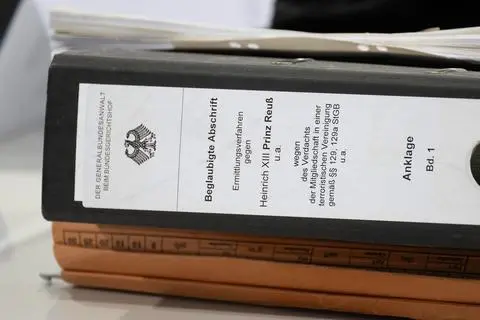 DER GENERALBUNDESANWALT
BEIM BUNDESGERICHTSHOF
Beglaubigte Abschrift
Ermittlungsverfahren
gegen
Heinrich XIII Prinz Reuß
u.a.
wegen
des Verdachts
der Mitgliedschaft in einer
terroristischen Vereinigung
gemäß §§ 129, 129a StGB
u.a.
Anklage
Bd. 1